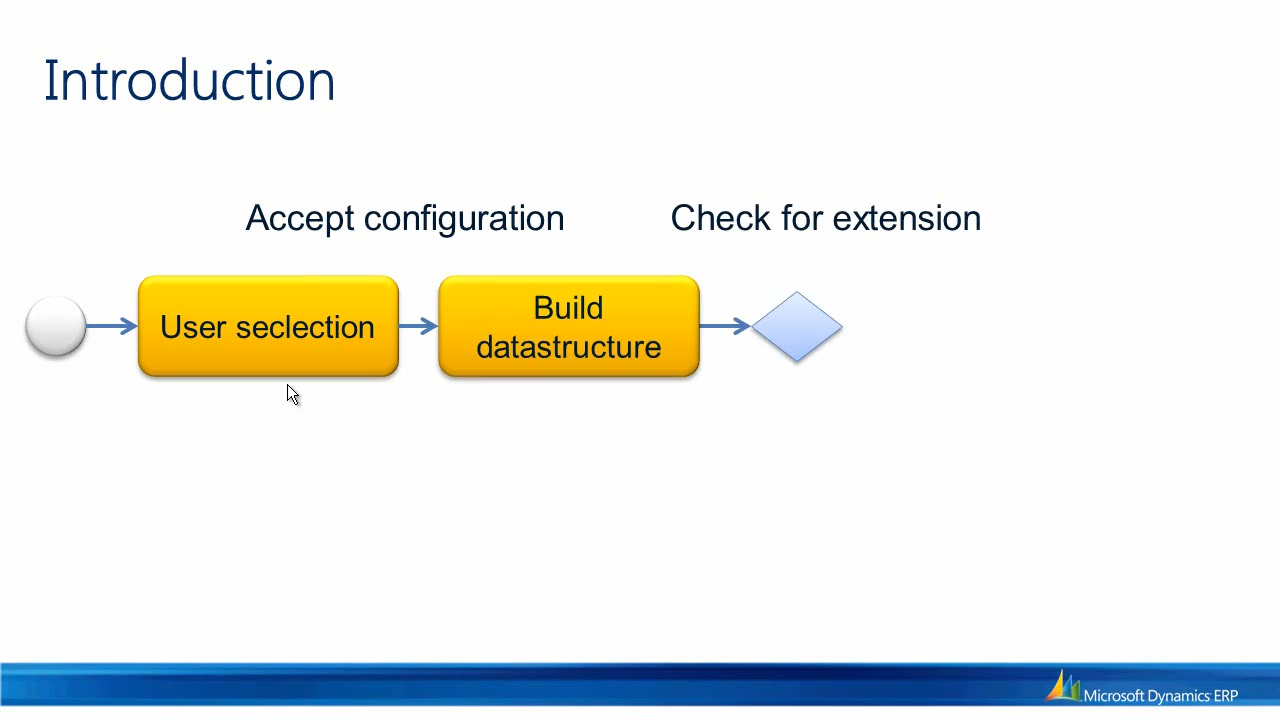 Introduction
Accept configuration
Check for extension
User seclection
Build
datastructure
Microsoft Dynamics ERP